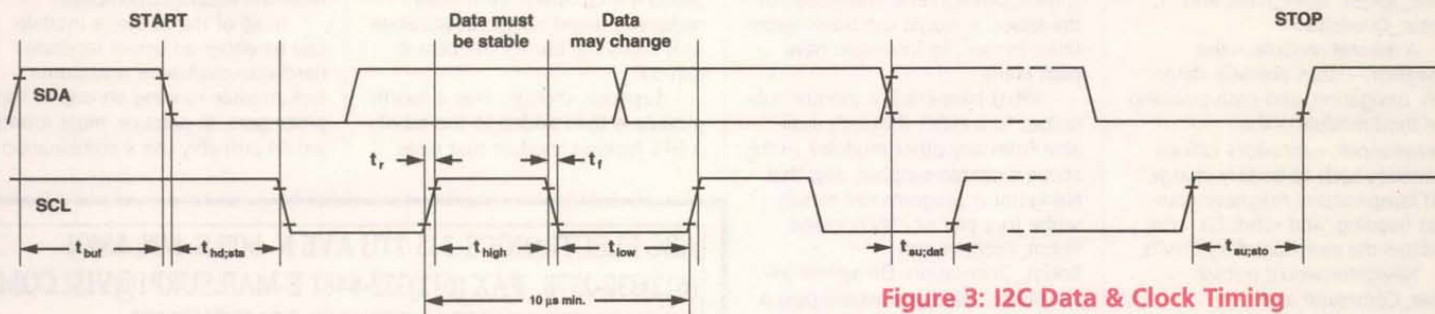 START
Data must
be stable
Data
may change
STOP
SDA
tr
tf
SCL
tbuf
thd;sta
thigh
tlow
tsu;dat
tsu;sto
10 μs min.
Figure 3: I2C Data & Clock Timing